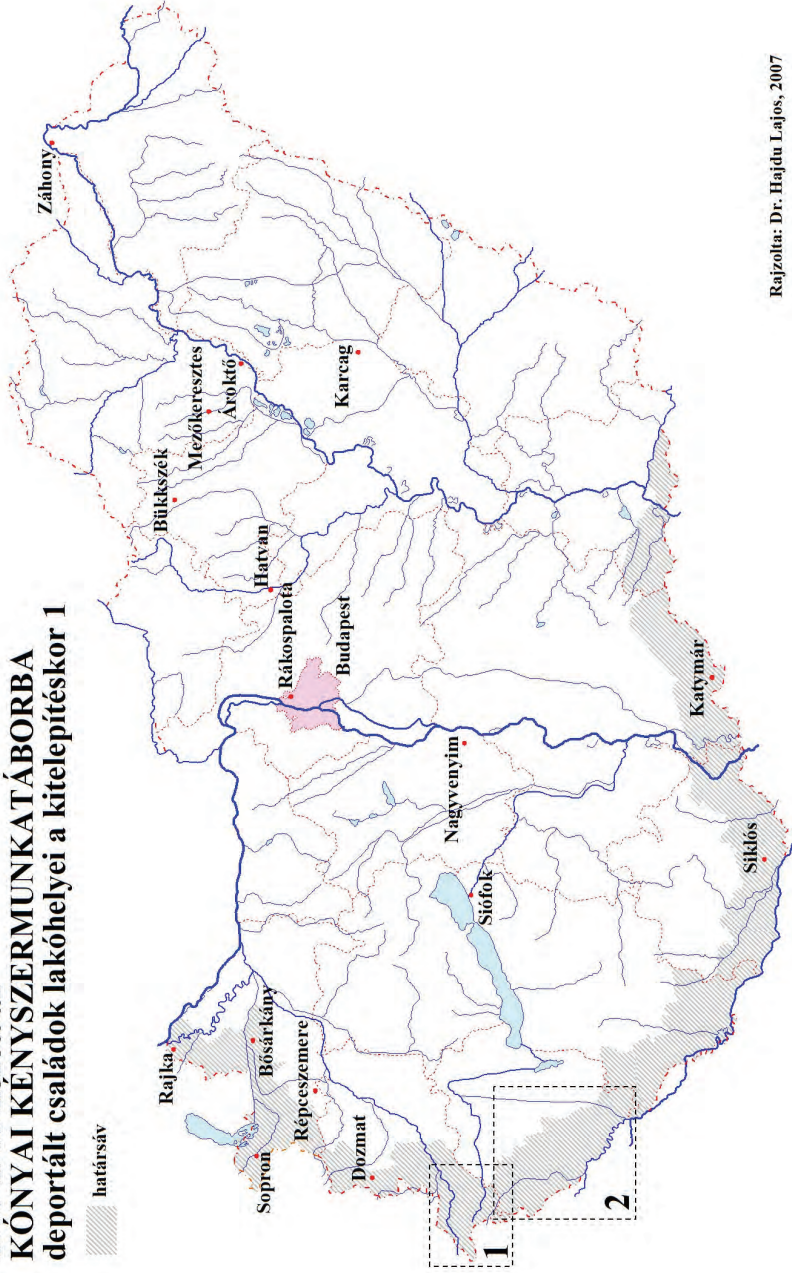 KÓNYAI KÉNYSZERMUNKATÁBORBA
deportált családok lakóhelyei a kitelepítéskor 1
határsáv
Záhony
Rajka
Bükkszék
Mezőkeresztes
Ároktő
Sopron
Bősárkány
Hatvan
Rákospalota
Répceszemere
Budapest
Karcag
Dozmat
Siófok
Nagyvenyim
1
2
Katymár
Siklós
Rajzolta: Dr. Hajdu Lajos, 2007